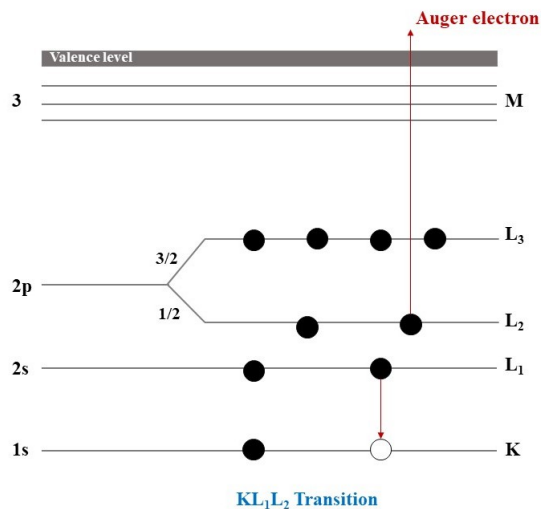 Auger electron
Valence level
3 M
L₃
3/2
2p
1/2
L₂
2s L₁
1s K
KL₁L₂ Transition